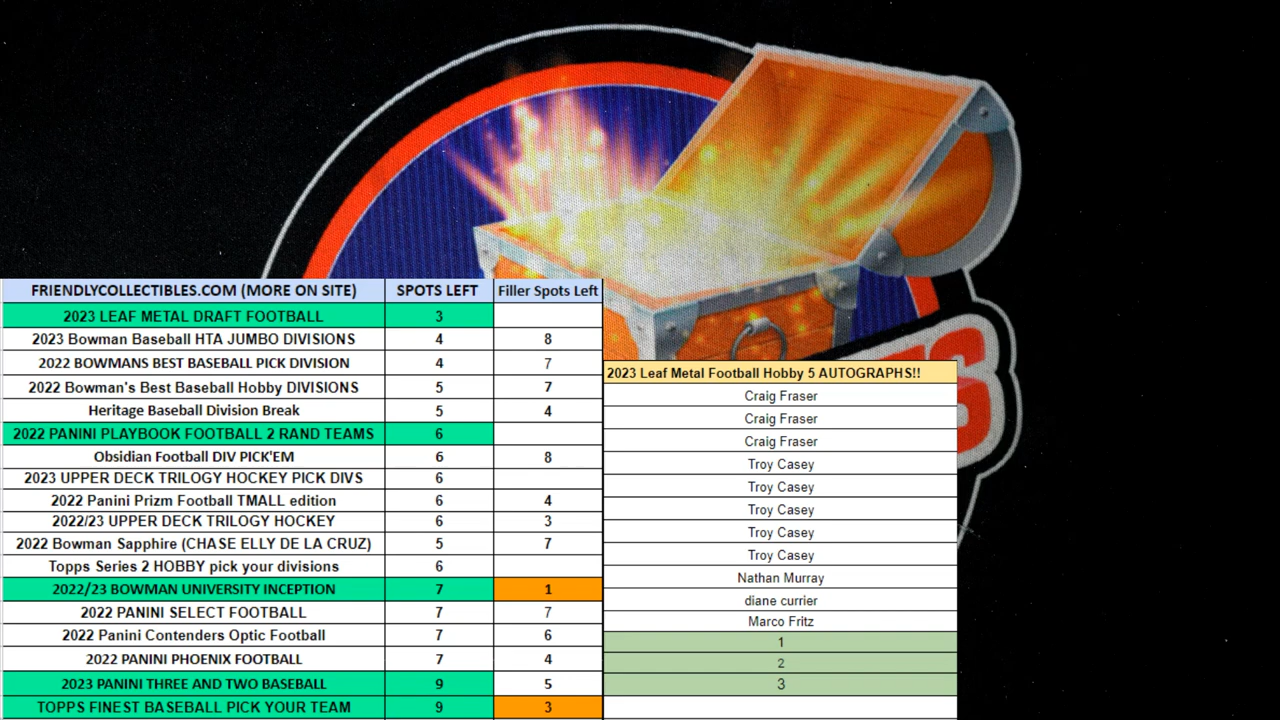 FRIENDLYCOLLECTIBLES.COM (MORE ON SITE) SPOTS LEFT Filler Spots Left
2023 LEAF METAL DRAFT FOOTBALL 3
2023 Bowman Baseball HTA JUMBO DIVISIONS 4 8
2022 BOWMANS BEST BASEBALL PICK DIVISION 4 7
2022 Bowman's Best Baseball Hobby DIVISIONS 5 7
Heritage Baseball Division Break 5 4
2022 PANINI PLAYBOOK FOOTBALL 2 RAND TEAMS 6
Obsidian Football DIV PICK'EM 6 8
2023 UPPER DECK TRILOGY HOCKEY PICK DIVS 6
2022 Panini Prizm Football TMALL edition 6 4
2022/23 UPPER DECK TRILOGY HOCKEY 6 3
2022 Bowman Sapphire (CHASE ELLY DE LA CRUZ) 5 7
Topps Series 2 HOBBY pick your divisions 6
2022/23 BOWMAN UNIVERSITY INCEPTION 7 1
2022 PANINI SELECT FOOTBALL 7 7
2022 Panini Contenders Optic Football 7 6
2022 PANINI PHOENIX FOOTBALL 7 4
2023 PANINI THREE AND TWO BASEBALL 9 5
TOPPS FINEST BASEBALL PICK YOUR TEAM 9 3
2023 Leaf Metal Football Hobby 5 AUTOGRAPHS!!
Craig Fraser
Craig Fraser
Craig Fraser
Troy Casey
Troy Casey
Troy Casey
Troy Casey
Troy Casey
Nathan Murray
diane currier
Marco Fritz
1
2
3